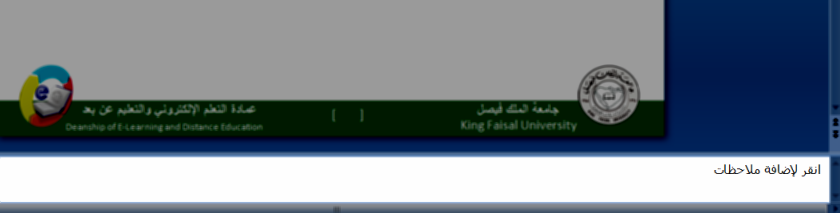 جامعة الملك فيصل
King Faisal University
[ ]
عمادة التعلم الإلكتروني والتعليم عن بعد
Deanship of E-Learning and Distance Education
انقر لإضافة ملاحظات